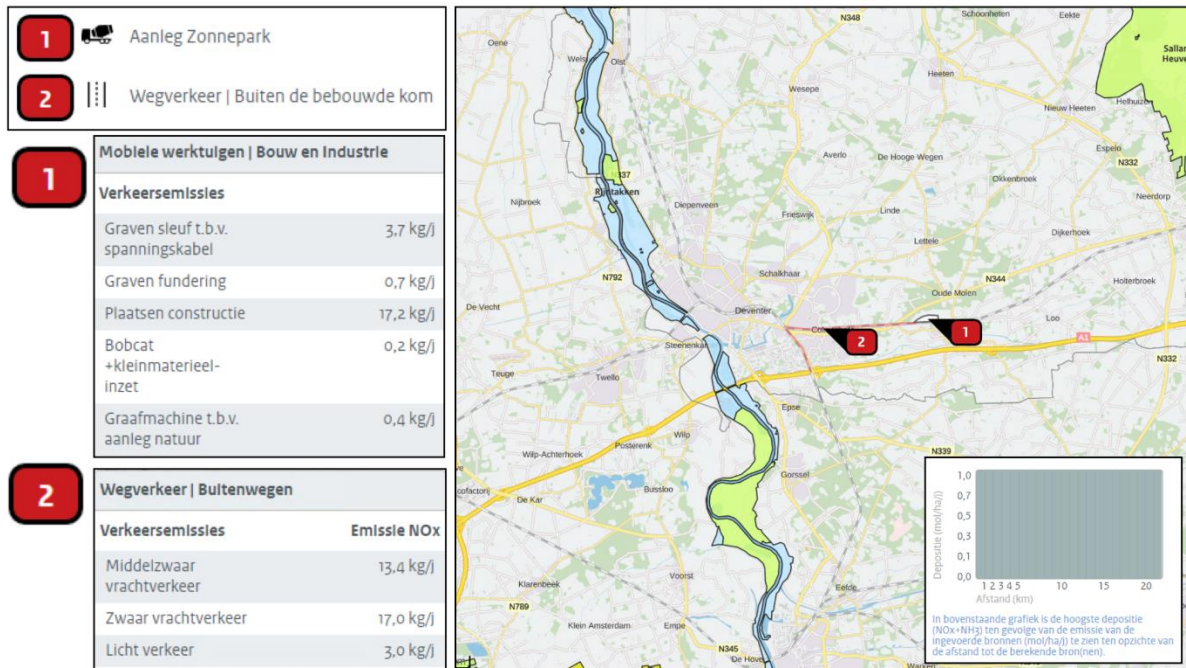 1 Aanleg Zonnepark
2 Wegverkeer | Buiten de bebouwde kom
1
Mobiele werktuigen | Bouw en Industrie
Verkeersemissies
Graven sleuf t.b.v. 3,7 kg/j
spanningskabel
Graven fundering 0,7 kg/j
Plaatsen constructie 17,2 kg/j
Bobcat 0,2 kg/j
+kleinmaterieel-
inzet
Graafmachine t.b.v. 0,4 kg/j
aanleg natuur
2
Wegverkeer | Buitenwegen
Verkeersemissies Emissie NOx
Middelzwaar 13,4 kg/j
vrachtverkeer
Zwaar vrachtverkeer 17,0 kg/j
Licht verkeer 3,0 kg/j
N348
Schoonheten
Eekte
Oene
Welsum
Olst
Sallan
Heuve
Heeten
Wesepe
Nieuw Heeten
Helhuizen
Espelo
N332
Averlo
De Hooge Wegen
N337
Rijntakken
Okkenbroek
Neerdorp
Nijbroek
Diepenveen
Frieswijk
Linde
Lettele
Dijkerhoek
N792
Schalkhaar
N344
Holterbroek
Oude Molen
De Vecht
Deventer
1
Loo
2
A1
Steenenkamer
N332
Teuge
Twello
Epse
Wilp
Wilp-Achterhoek
Posterenk
Gorssel
N339
cofactorij
De Kar
Bussloo
Klarenbeek
Voorst
Eefde
N789
Klein Amsterdam
Empe
N345
De Hoven
Warken
1,0
0,7
0,5
0,3
0,1
0,0
Depositie (mol/ha/j)
1 2 3 4 5 10 15 20
Afstand (km)
In bovenstaande grafiek is de hoogste depositie
(NOx+NH3) ten gevolge van de emissie van de
ingevoerde bronnen (mol/ha/j) te zien ten opzichte van
de afstand tot de berekende bron(nen).